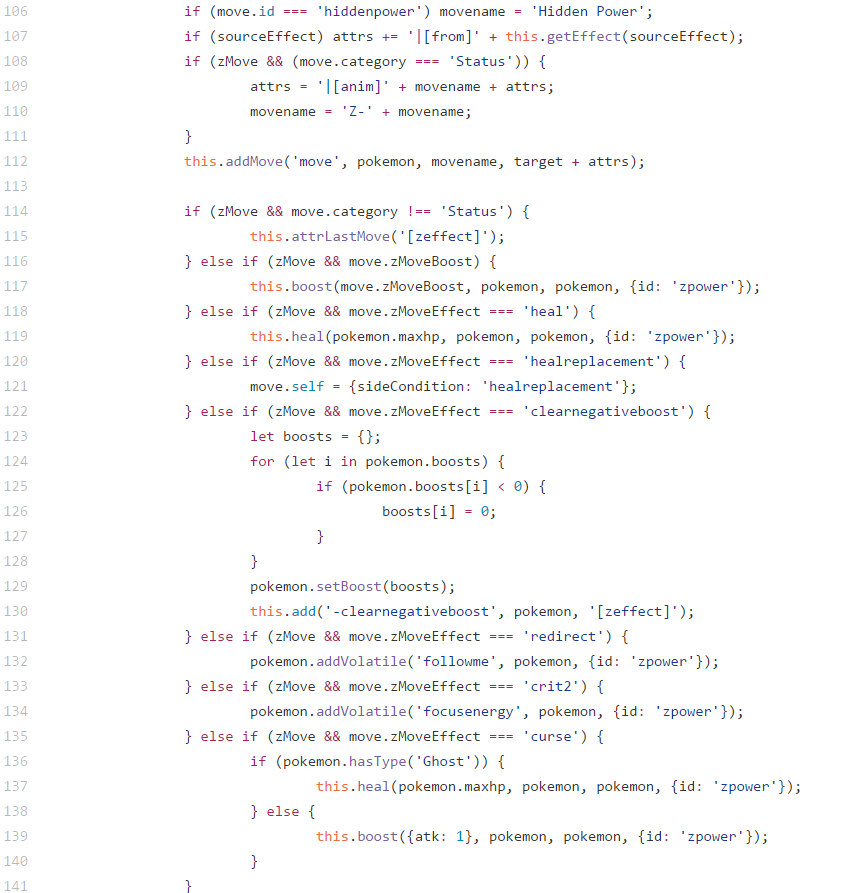 106 if (move.id === 'hiddenpower') movename = 'Hidden Power';
107 if (sourceEffect) attrs += '|[from]' + this.getEffect(sourceEffect);
108 if (zMove && (move.category === 'Status')) {
109 attrs = '|[anim]' + movename + attrs;
110 movename = 'Z-' + movename;
111 }
112 this.addMove('move', pokemon, movename, target + attrs);
113
114 if (zMove && move.category !== 'Status') {
115 this.attrLastMove('[zeffect]');
116 } else if (zMove && move.zMoveBoost) {
117 this.boost(move.zMoveBoost, pokemon, pokemon, {id: 'zpower'});
118 } else if (zMove && move.zMoveEffect === 'heal') {
119 this.heal(pokemon.maxhp, pokemon, pokemon, {id: 'zpower'});
120 } else if (zMove && move.zMoveEffect === 'healreplacement') {
121 move.self = {sideCondition: 'healreplacement'};
122 } else if (zMove && move.zMoveEffect === 'clearnegativeboost') {
123 let boosts = {};
124 for (let i in pokemon.boosts) {
125 if (pokemon.boosts[i] < 0) {
126 boosts[i] = 0;
127 }
128 }
129 pokemon.setBoost(boosts);
130 this.add('-clearnegativeboost', pokemon, '[zeffect]');
131 } else if (zMove && move.zMoveEffect === 'redirect') {
132 pokemon.addVolatile('followme', pokemon, {id: 'zpower'});
133 } else if (zMove && move.zMoveEffect === 'crit2') {
134 pokemon.addVolatile('focusenergy', pokemon, {id: 'zpower'});
135 } else if (zMove && move.zMoveEffect === 'curse') {
136 if (pokemon.hasType('Ghost')) {
137 this.heal(pokemon.maxhp, pokemon, pokemon, {id: 'zpower'});
138 } else {
139 this.boost({atk: 1}, pokemon, pokemon, {id: 'zpower'});
140 }
141 }